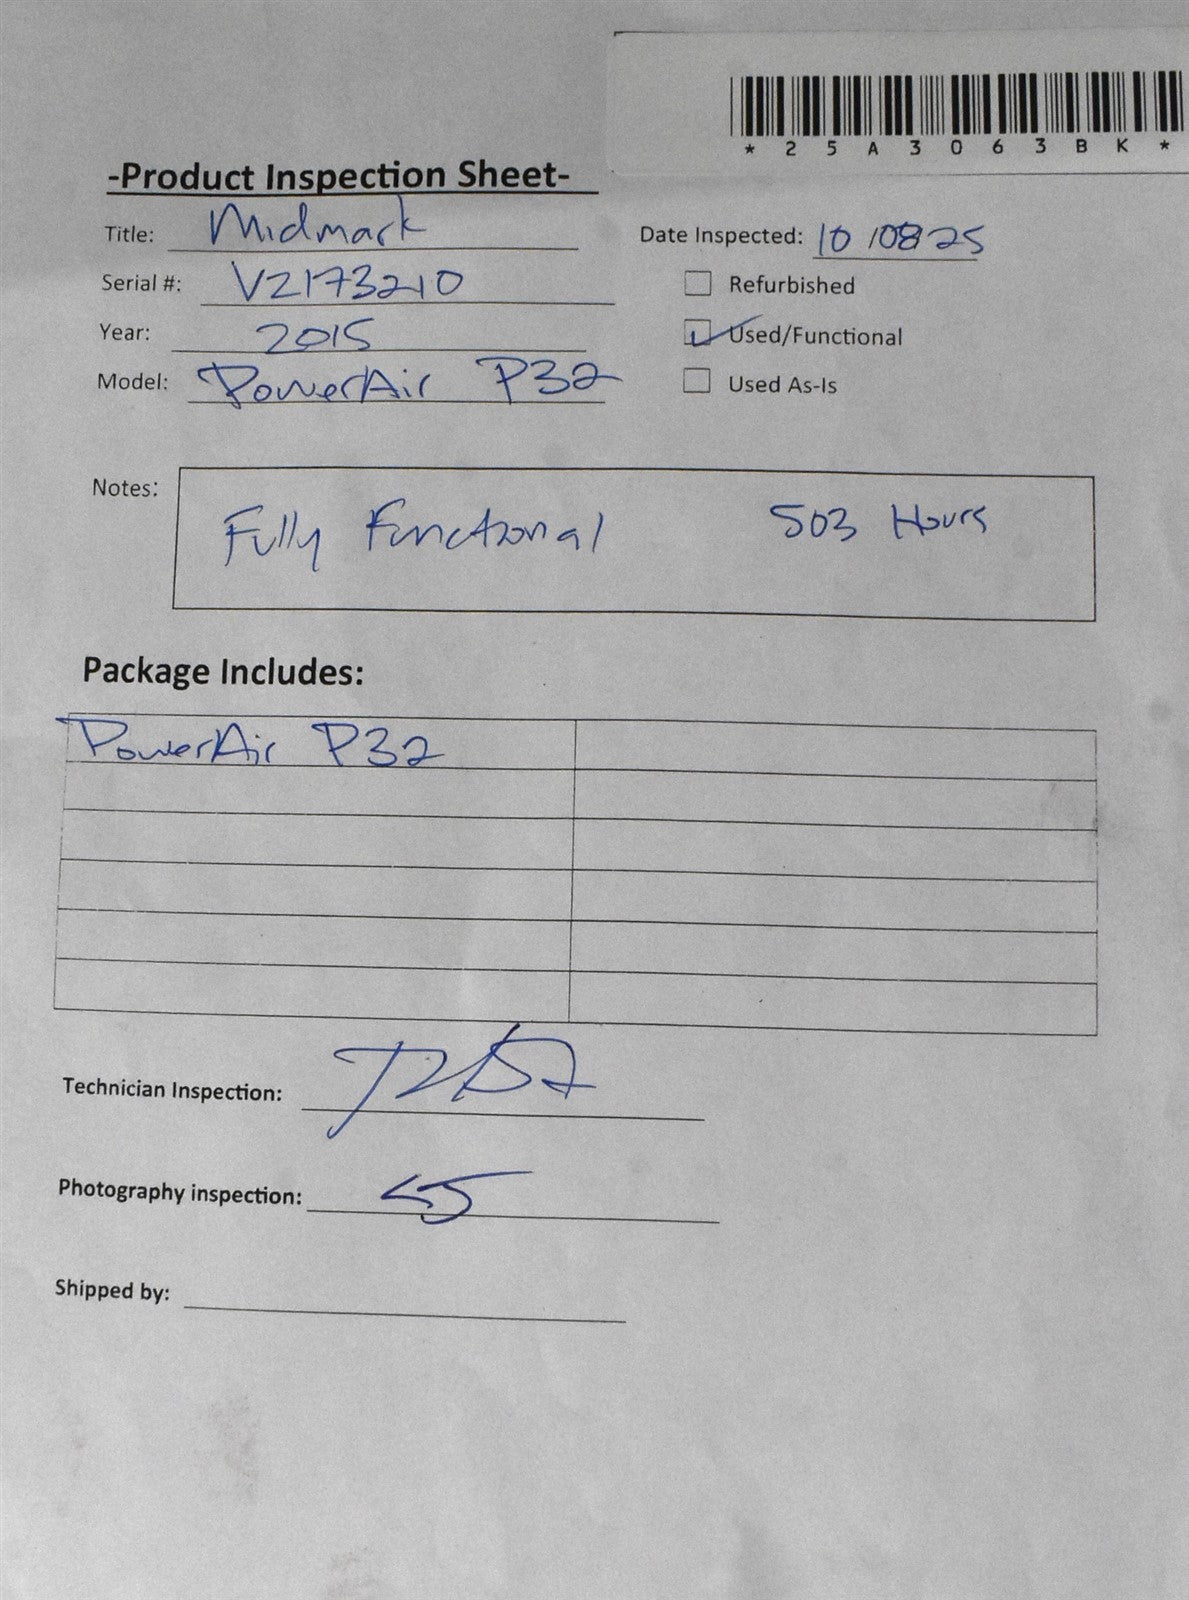 *25A3063BK*
-Product Inspection Sheet-
Title: Midmark
Date Inspected: 10/08 25
Serial #: V2173210
Refurbished
Year: 2015
Used/Functional
Model: PowerAir P32
Used As-Is
Notes: Fully Functional 503 Hours
Package Includes:
PowerAir P32
Technician Inspection:
Photography inspection:
Shipped by: